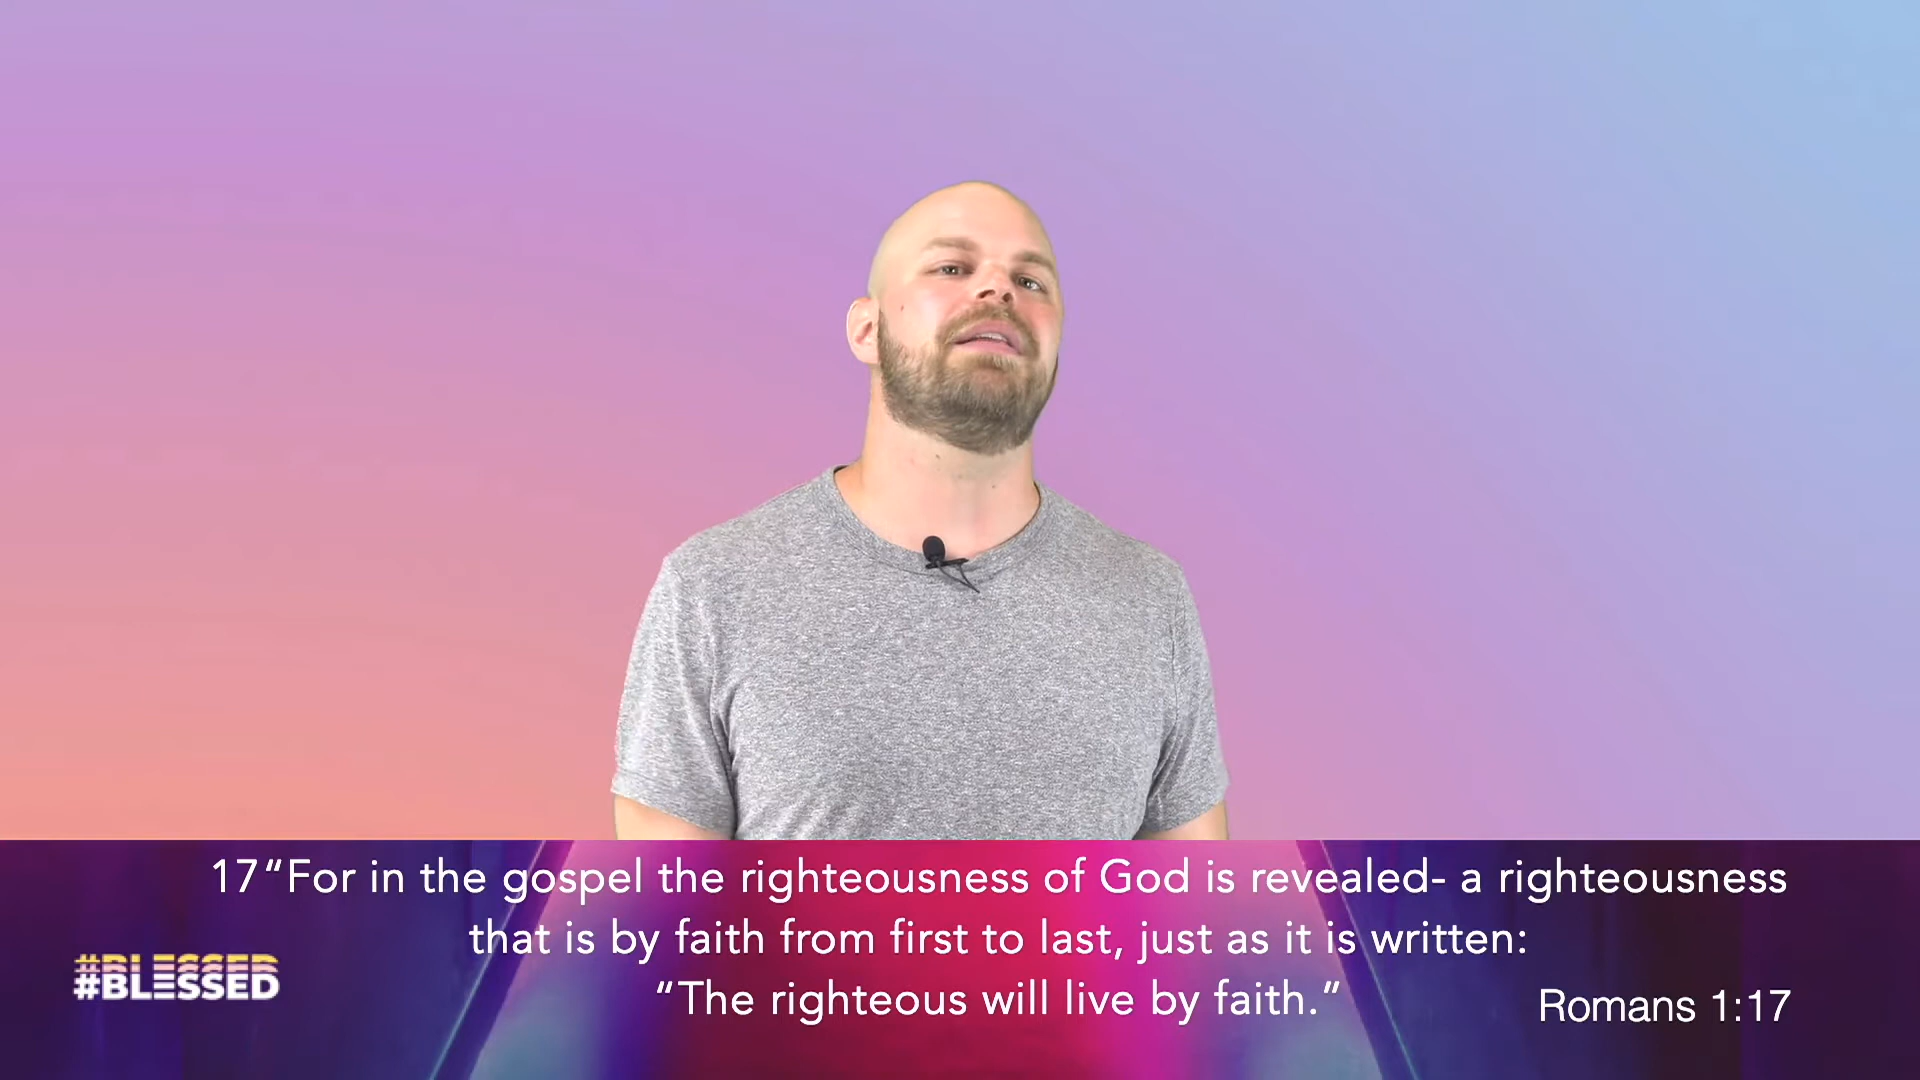 17“For in the gospel the righteousness of God is revealed- a righteousness
that is by faith from first to last, just as it is written:
“The righteous will live by faith.”
Romans 1:17
#BLESSED
#BLESSED